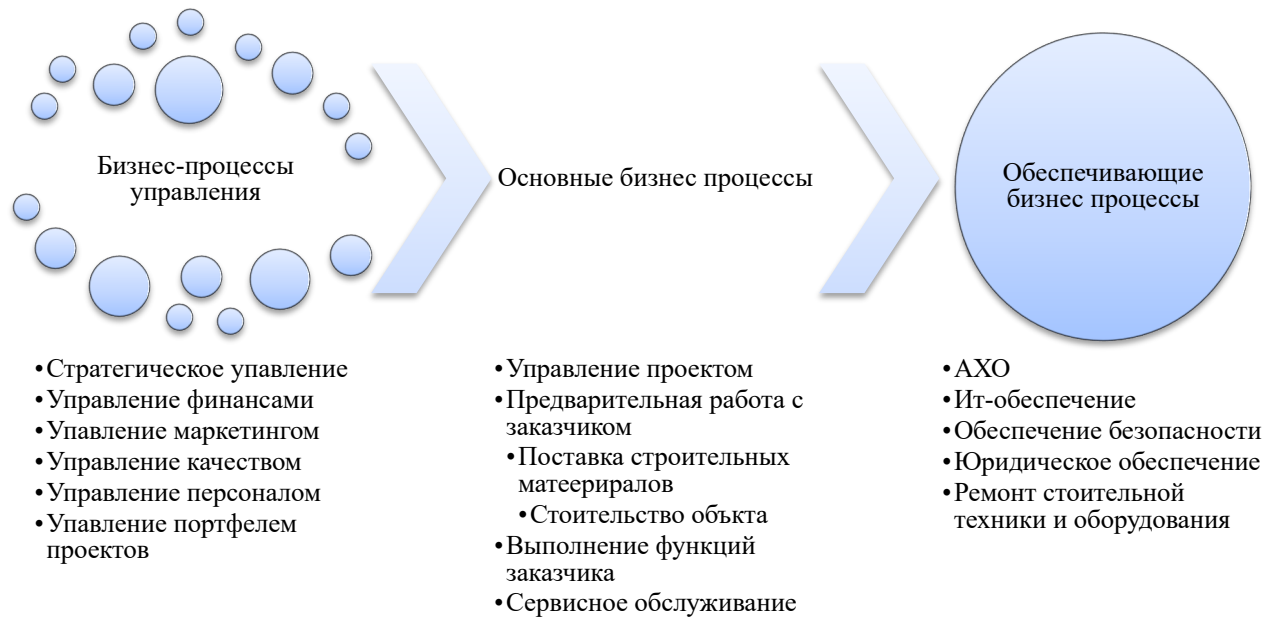 Бизнес-процессы
управления
Основные бизнес процессы
Обеспечивающие
бизнес процессы
•Стратегическое упавление
•Управление финансами
•Упавление маркетингом
•Управление качеством
•Управление персоналом
•Упавление портфелем
проектов
•Управление проектом
•Предварительная работа с
заказчиком
•Поставка строительных
матеериралов
•Стоительство объкта
•Выполнение функций
заказчика
•Сервисное обслуживание
•АХО
•Ит-обеспечение
•Обеспечение безопасности
•Юридическое обеспечение
•Ремонт стоительной
техники и оборудования